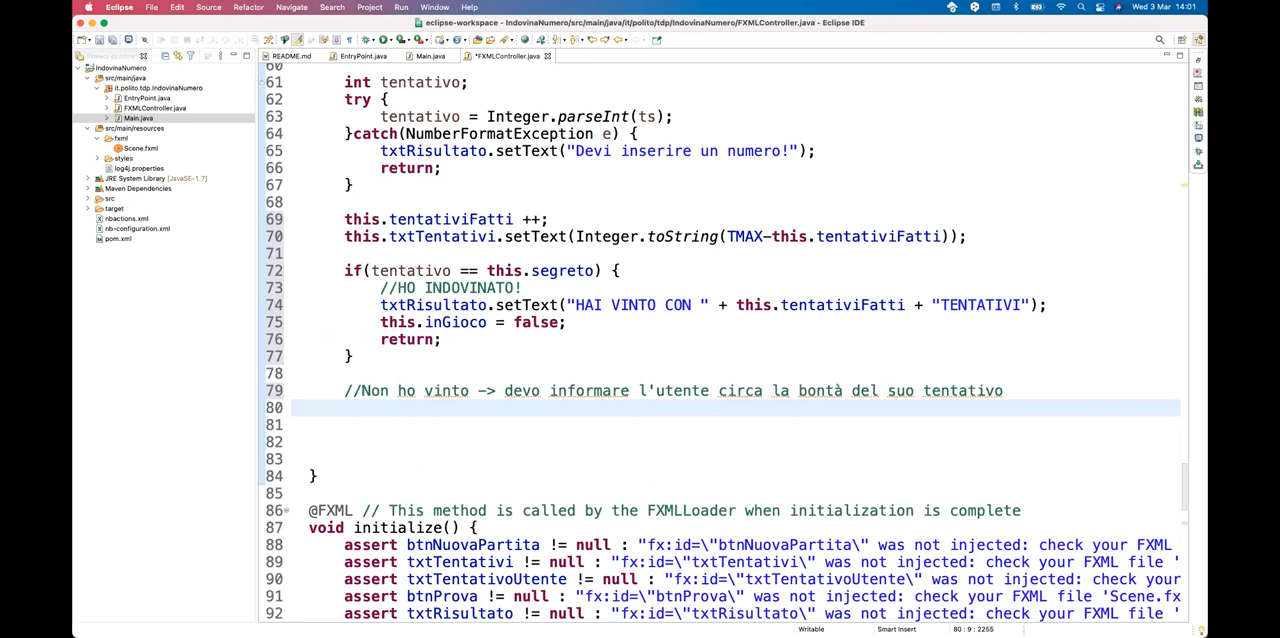 Eclipse File Edit Source Refactor Navigate Search Project Run Window Help Wed 3 Mar 14:01
eclipse-workspace - IndovinaNumero/src/main/java/it/polito/tdp/IndovinaNumero/FXMLController.java - Eclipse IDE
Project Explorer README.md EntryPoint.java Main.java *FXMLController.java
IndovinaNumero
src/main/java
it.polito.tdp.IndovinaNumero
EntryPoint.java
FXMLController.java
Main.java
src/main/resources
fxml
Scene.fxml
styles
log4j.properties
JRE System Library [JavaSE-1.7]
Maven Dependencies
src
target
nbactions.xml
nb-configuration.xml
pom.xml
60
61 int tentativo;
62 try {
63 tentativo = Integer.parseInt(ts);
64 }catch(NumberFormatException e) {
65 txtRisultato.setText("Devi inserire un numero!");
66 return;
67 }
68
69 this.tentativiFatti ++;
70 this.txtTentativi.setText(Integer.toString(TMAX-this.tentativiFatti));
71
72 if(tentativo == this.segreto) {
73 //HO INDOVINATO!
74 txtRisultato.setText("HAI VINTO CON " + this.tentativiFatti + "TENTATIVI");
75 this.inGioco = false;
76 return;
77 }
78
79 //Non ho vinto -> devo informare l'utente circa la bontà del suo tentativo
80
81
82
83
84 }
85
86 @FXML // This method is called by the FXMLLoader when initialization is complete
87 void initialize() {
88 assert btnNuovaPartita != null : "fx:id=\"btnNuovaPartita\" was not injected: check your FXML
89 assert txtTentativi != null : "fx:id=\"txtTentativi\" was not injected: check your FXML file '
90 assert txtTentativoUtente != null : "fx:id=\"txtTentativoUtente\" was not injected: check your
91 assert btnProva != null : "fx:id=\"btnProva\" was not injected: check your FXML file 'Scene.fx
92 assert txtRisultato != null : "fx:id=\"txtRisultato\" was not injected: check your FXML file '
Writable Smart Insert 80 : 9 : 2255